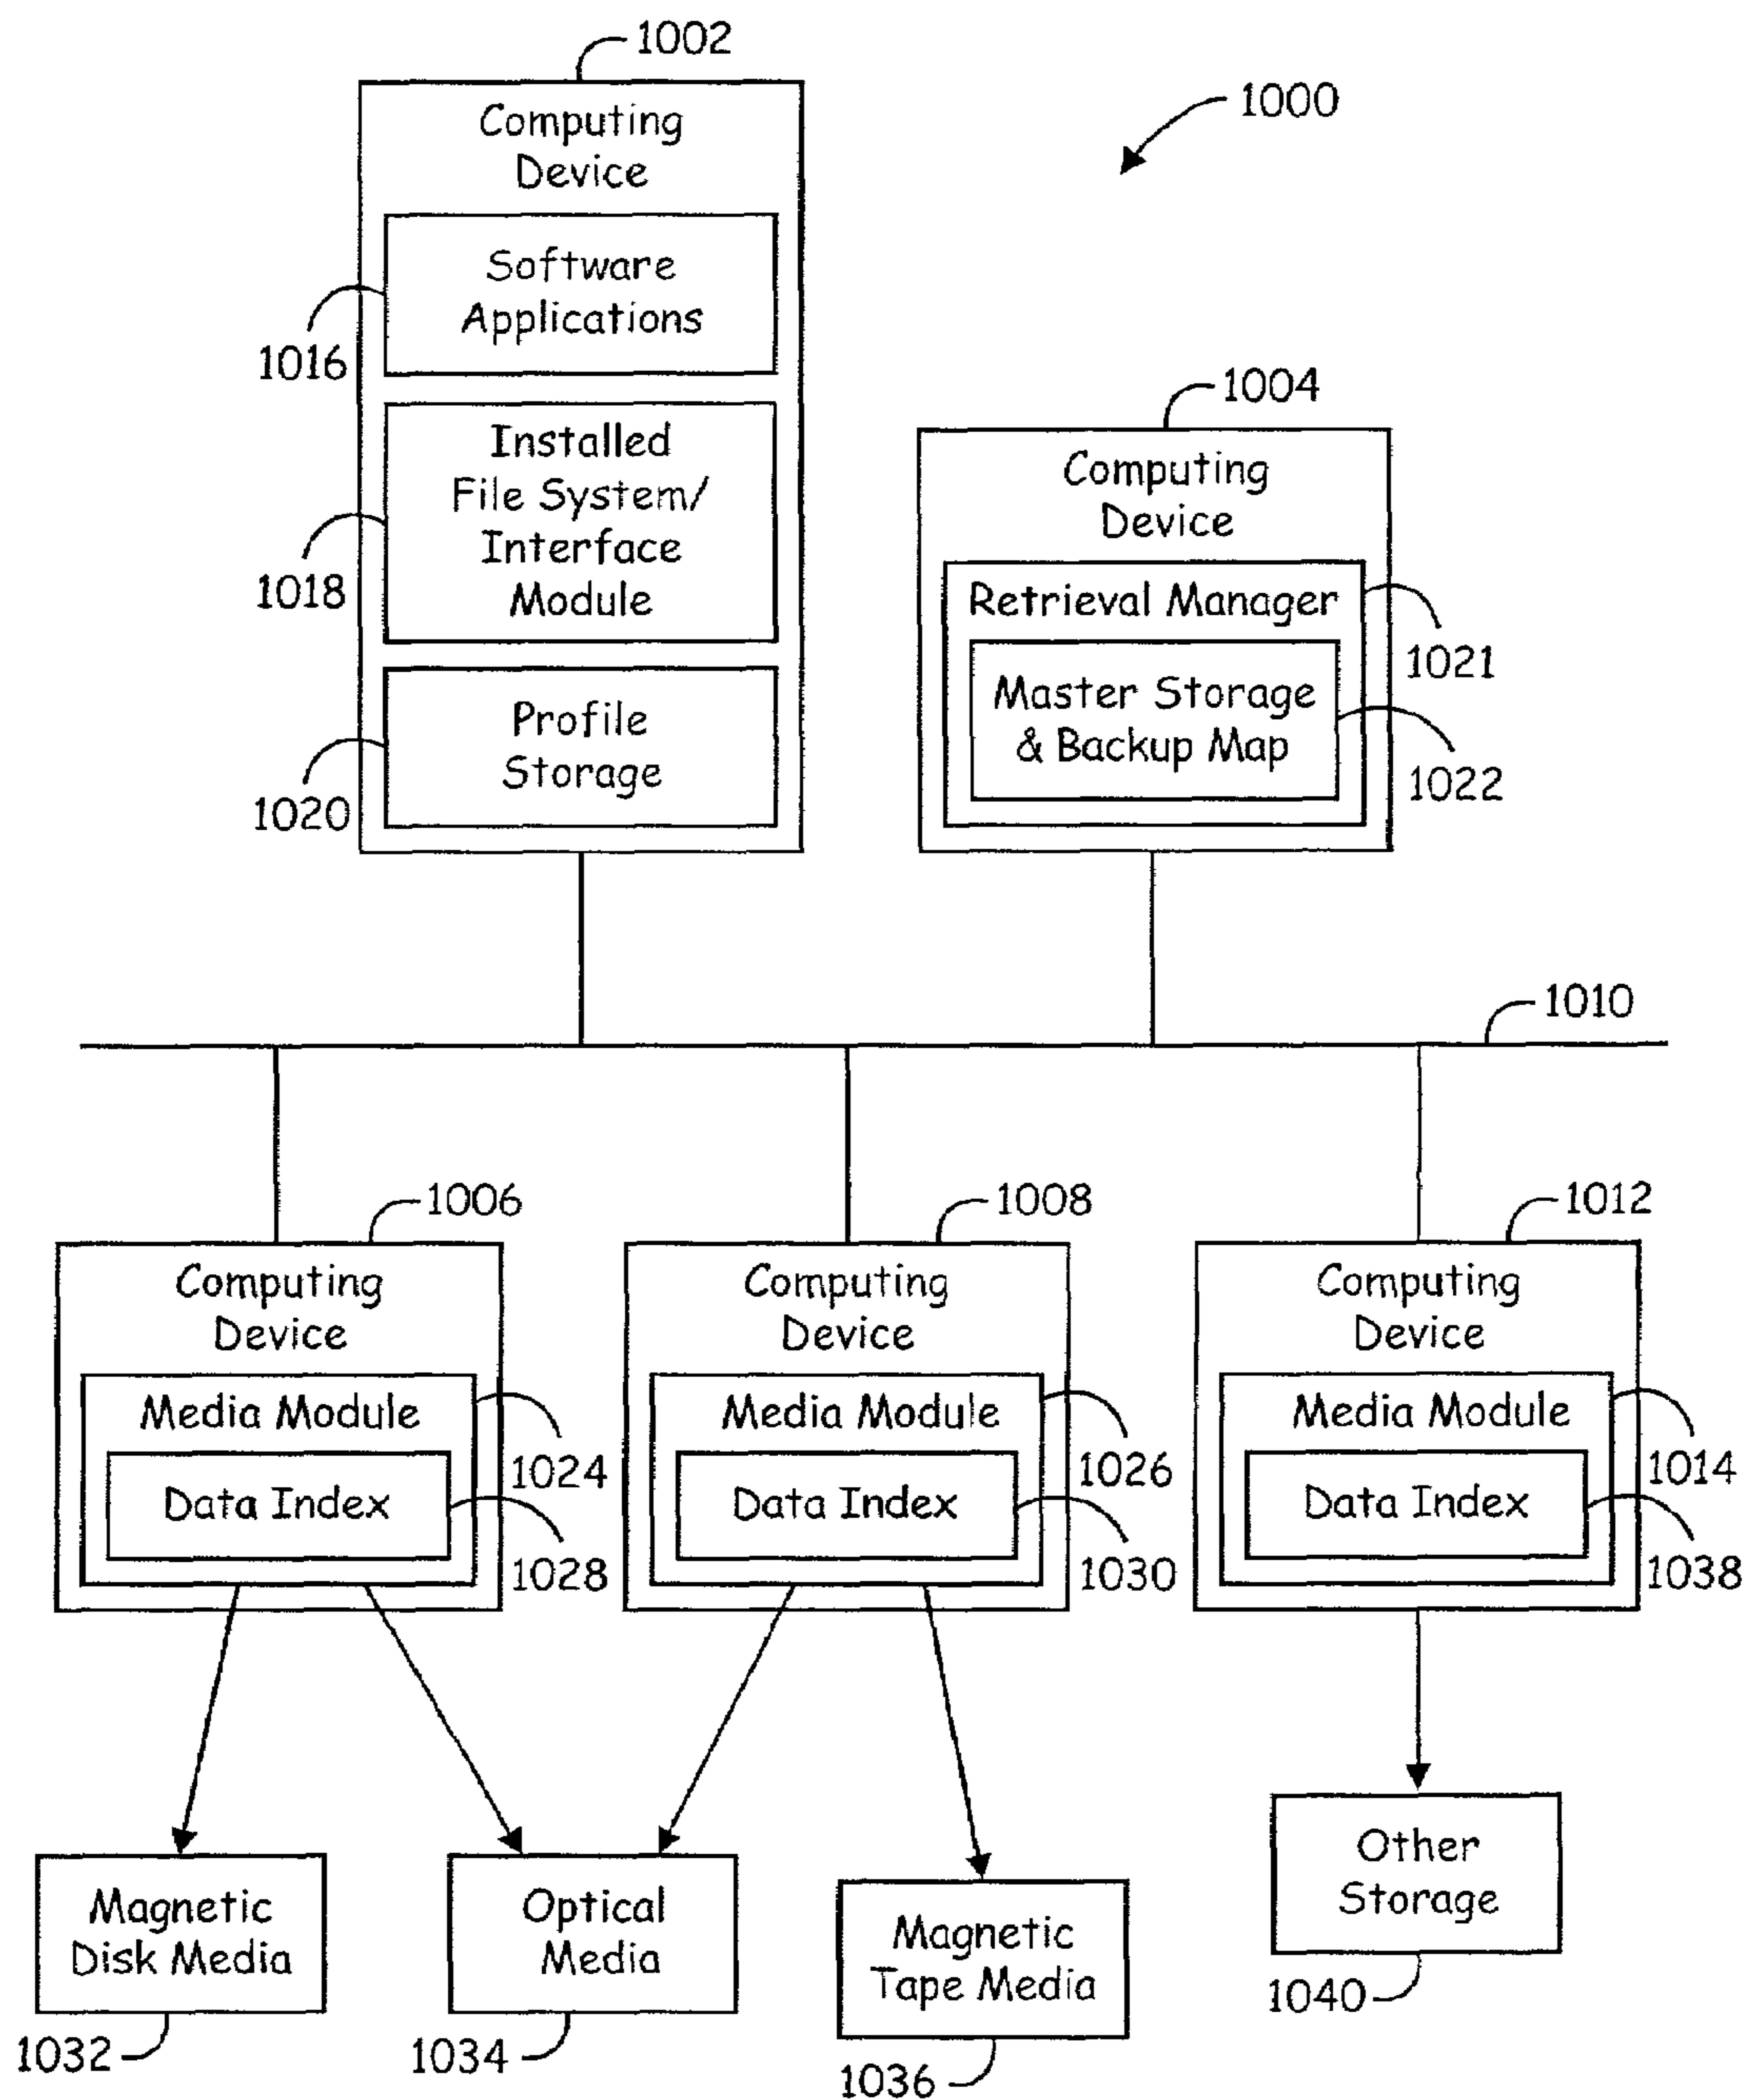 1002
1000
Computing
Device
Software
Applications
1016
Installed
File System/
Interface
Module
1018
Profile
Storage
1020
1004
Computing
Device
Retrieval Manager
1021
Master Storage
& Backup Map
1022
1010
1006
Computing
Device
Media Module
1024
Data Index
1028
1008
Computing
Device
Media Module
1026
Data Index
1030
1012
Computing
Device
Media Module
1014
Data Index
1038
Magnetic
Disk Media
1032
Optical
Media
1034
Magnetic
Tape Media
1036
Other
Storage
1040